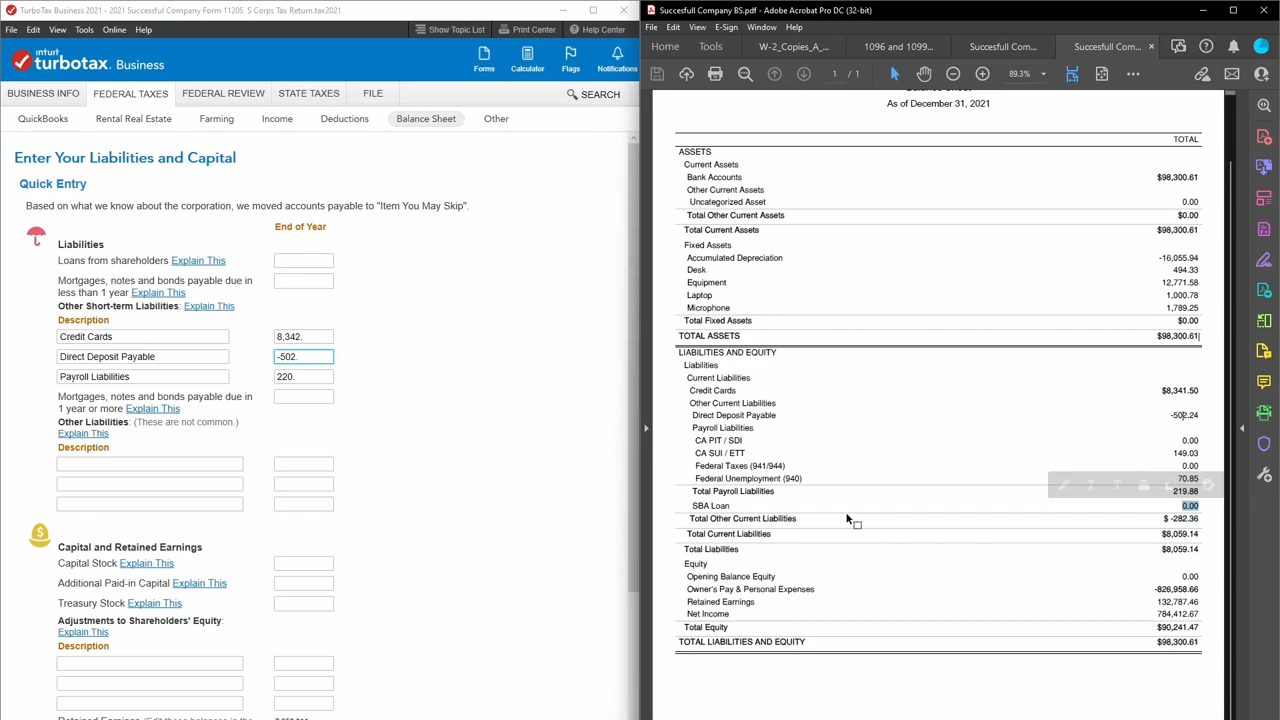 TurboTax Business 2021 - 2021 Successful Company Form 1120S S Corps Tax Return.tax2021
File Edit View Tools Online Help
Show Topic List Print Center Help Center
intuit turbotax. Business
Forms Calculator Flags Notifications
BUSINESS INFO FEDERAL TAXES FEDERAL REVIEW STATE TAXES FILE SEARCH
QuickBooks Rental Real Estate Farming Income Deductions Balance Sheet Other
Enter Your Liabilities and Capital
Quick Entry
Based on what we know about the corporation, we moved accounts payable to "Item You May Skip".
End of Year
Liabilities
Loans from shareholders Explain This
Mortgages, notes and bonds payable due in
less than 1 year Explain This
Other Short-term Liabilities: Explain This
Description
Credit Cards 8,342.
Direct Deposit Payable -502.
Payroll Liabilities 220.
Mortgages, notes and bonds payable due in
1 year or more Explain This
Other Liabilities: (These are not common.)
Explain This
Description
Capital and Retained Earnings
Capital Stock Explain This
Additional Paid-in Capital Explain This
Treasury Stock Explain This
Adjustments to Shareholders' Equity:
Explain This
Description
Succesfull Company BS.pdf - Adobe Acrobat Pro DC (32-bit)
File Edit View E-Sign Window Help
Home Tools W-2_Copies_A_... 1096 and 1099... Succesfull Com... Succesfull Com...
1 / 1 89.3%
As of December 31, 2021
TOTAL
ASSETS
Current Assets
Bank Accounts $98,300.61
Other Current Assets
Uncategorized Asset 0.00
Total Other Current Assets $0.00
Total Current Assets $98,300.61
Fixed Assets
Accumulated Depreciation -16,055.94
Desk 494.33
Equipment 12,771.58
Laptop 1,000.78
Microphone 1,789.25
Total Fixed Assets $0.00
TOTAL ASSETS $98,300.61
LIABILITIES AND EQUITY
Liabilities
Current Liabilities
Credit Cards $8,341.50
Other Current Liabilities
Direct Deposit Payable -502.24
Payroll Liabilities
CA PIT / SDI 0.00
CA SUI / ETT 149.03
Federal Taxes (941/944) 0.00
Federal Unemployment (940) 70.85
Total Payroll Liabilities 219.88
SBA Loan 0.00
Total Other Current Liabilities $ -282.36
Total Current Liabilities $8,059.14
Total Liabilities $8,059.14
Equity
Opening Balance Equity 0.00
Owner's Pay & Personal Expenses -826,958.66
Retained Earnings 132,787.46
Net Income 784,412.67
Total Equity $90,241.47
TOTAL LIABILITIES AND EQUITY $98,300.61